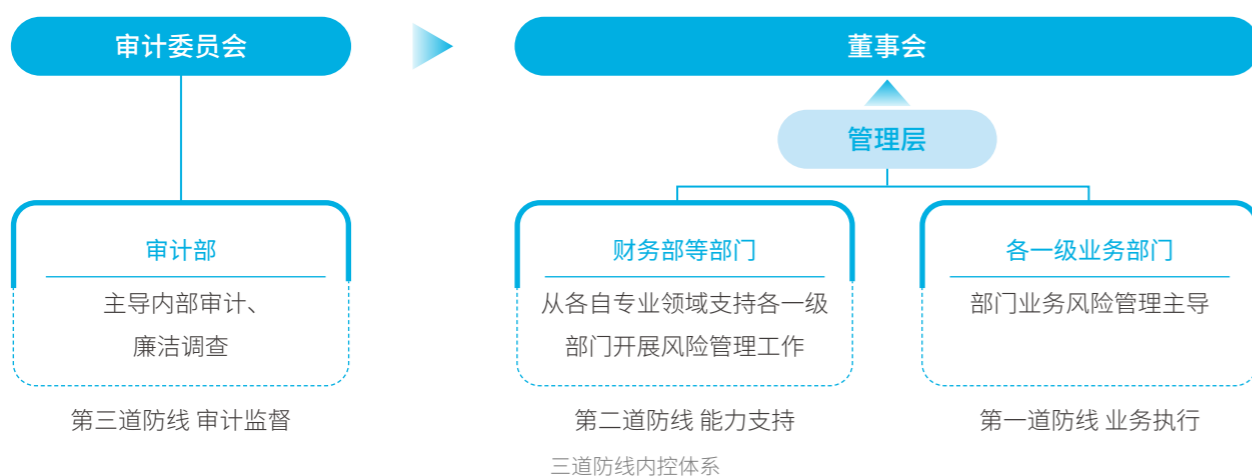 审计委员会
董事会
管理层
审计部
主导内部审计、
廉洁调查
第三道防线 审计监督
财务部等部门
从各自专业领域支持各一级
部门开展风险管理工作
第二道防线 能力支持
各一级业务部门
部门业务风险管理主导
第一道防线 业务执行
三道防线内控体系